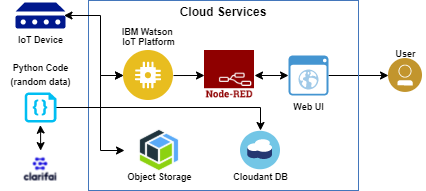 Cloud Services
IoT Device
IBM Watson
IoT Platform
User
Python Code
(random data)
Node-RED
Web UI
clarifai
Object Storage
Cloudant DB